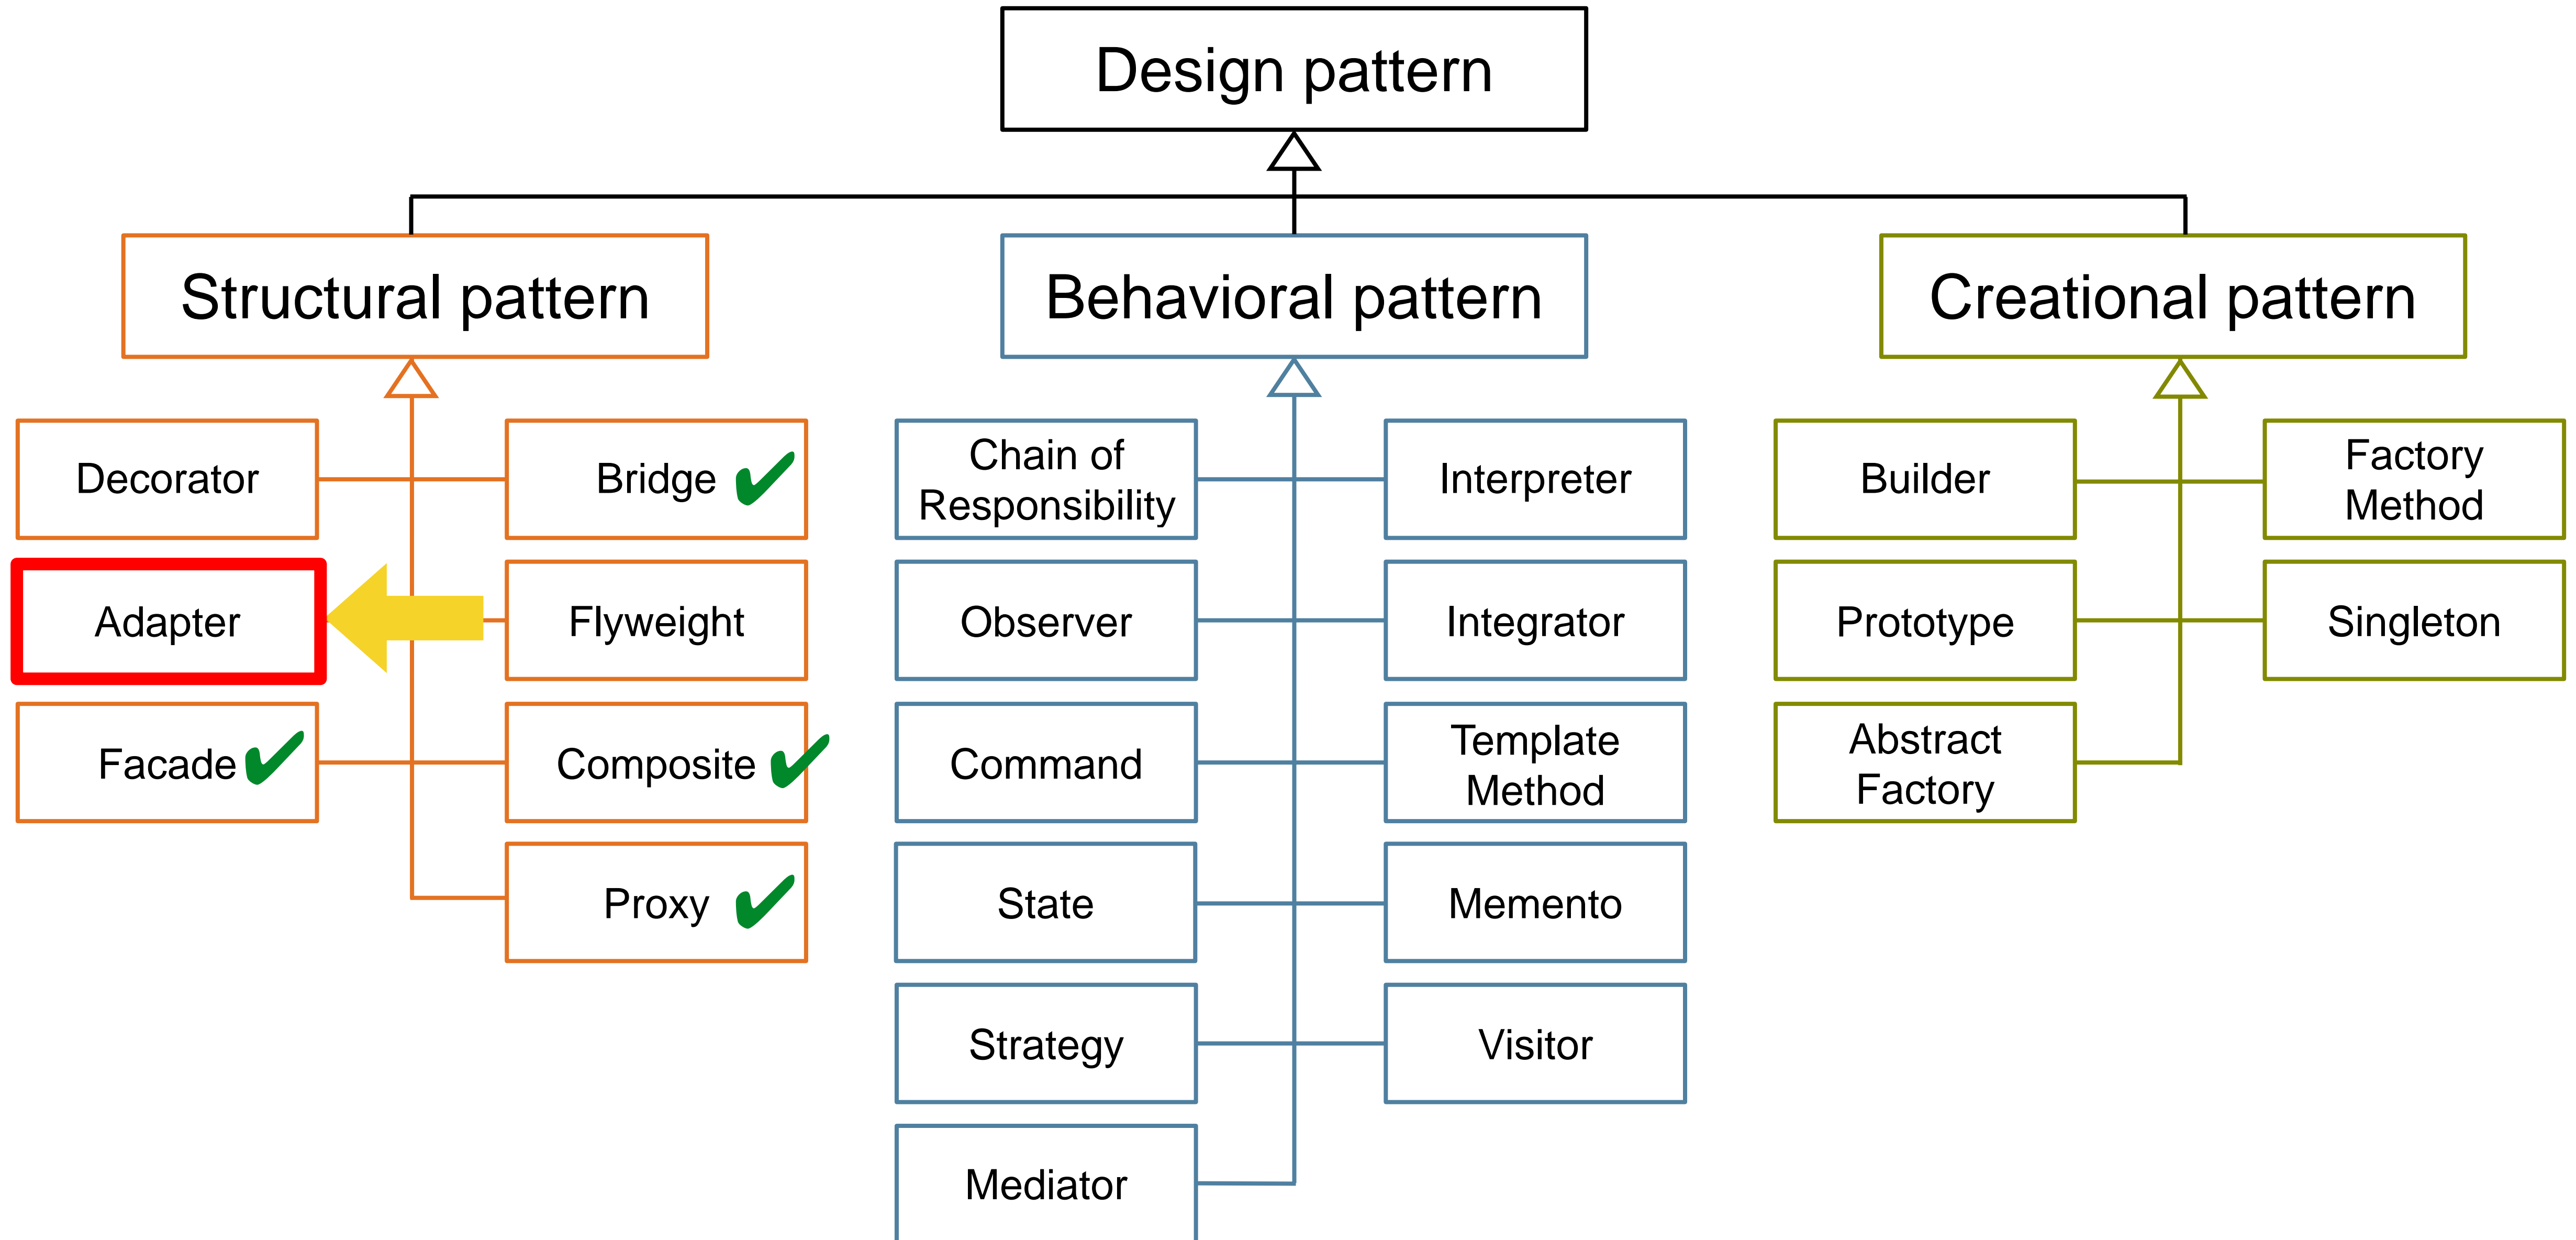 Design pattern
Structural pattern
Behavioral pattern
Creational pattern
Decorator
Bridge
Adapter
Flyweight
Facade
Composite
Proxy
Chain of
Responsibility
Interpreter
Observer
Integrator
Command
Template
Method
State
Memento
Strategy
Visitor
Mediator
Builder
Factory
Method
Prototype
Singleton
Abstract
Factory